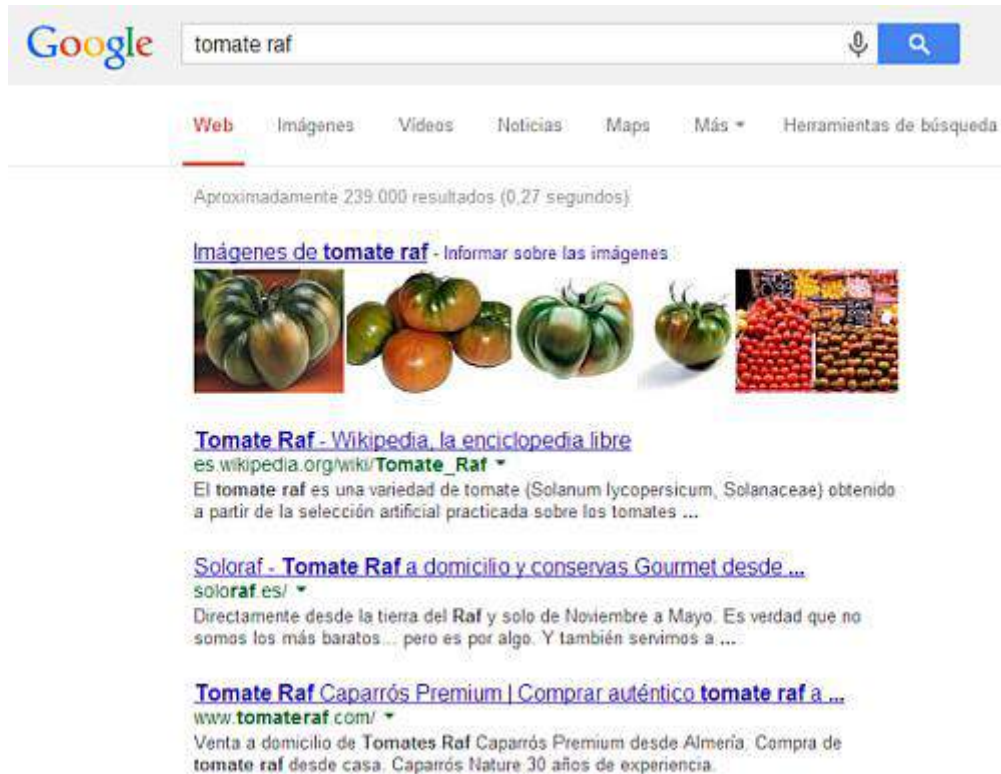 Google
tomate raf
Web Imágenes Vídeos Noticias Maps Más Herramientas de búsqueda
Aproximadamente 239.000 resultados (0,27 segundos)
Imágenes de tomate raf - Informar sobre las imágenes
Tomate Raf - Wikipedia, la enciclopedia libre
es.wikipedia.org/wiki/Tomate_Raf
El tomate raf es una variedad de tomate (Solanum lycopersicum, Solanaceae) obtenido
a partir de la selección artificial practicada sobre los tomates ...
Soloraf - Tomate Raf a domicilio y conservas Gourmet desde ...
soloraf.es/
Directamente desde la tierra del Raf y solo de Noviembre a Mayo. Es verdad que no
somos los más baratos... pero es por algo. Y también servimos a ...
Tomate Raf Caparrós Premium | Comprar auténtico tomate raf a ...
www.tomateraf.com/
Venta a domicilio de Tomates Raf Caparrós Premium desde Almería. Compra de
tomate raf desde casa. Caparrós Nature 30 años de experiencia.